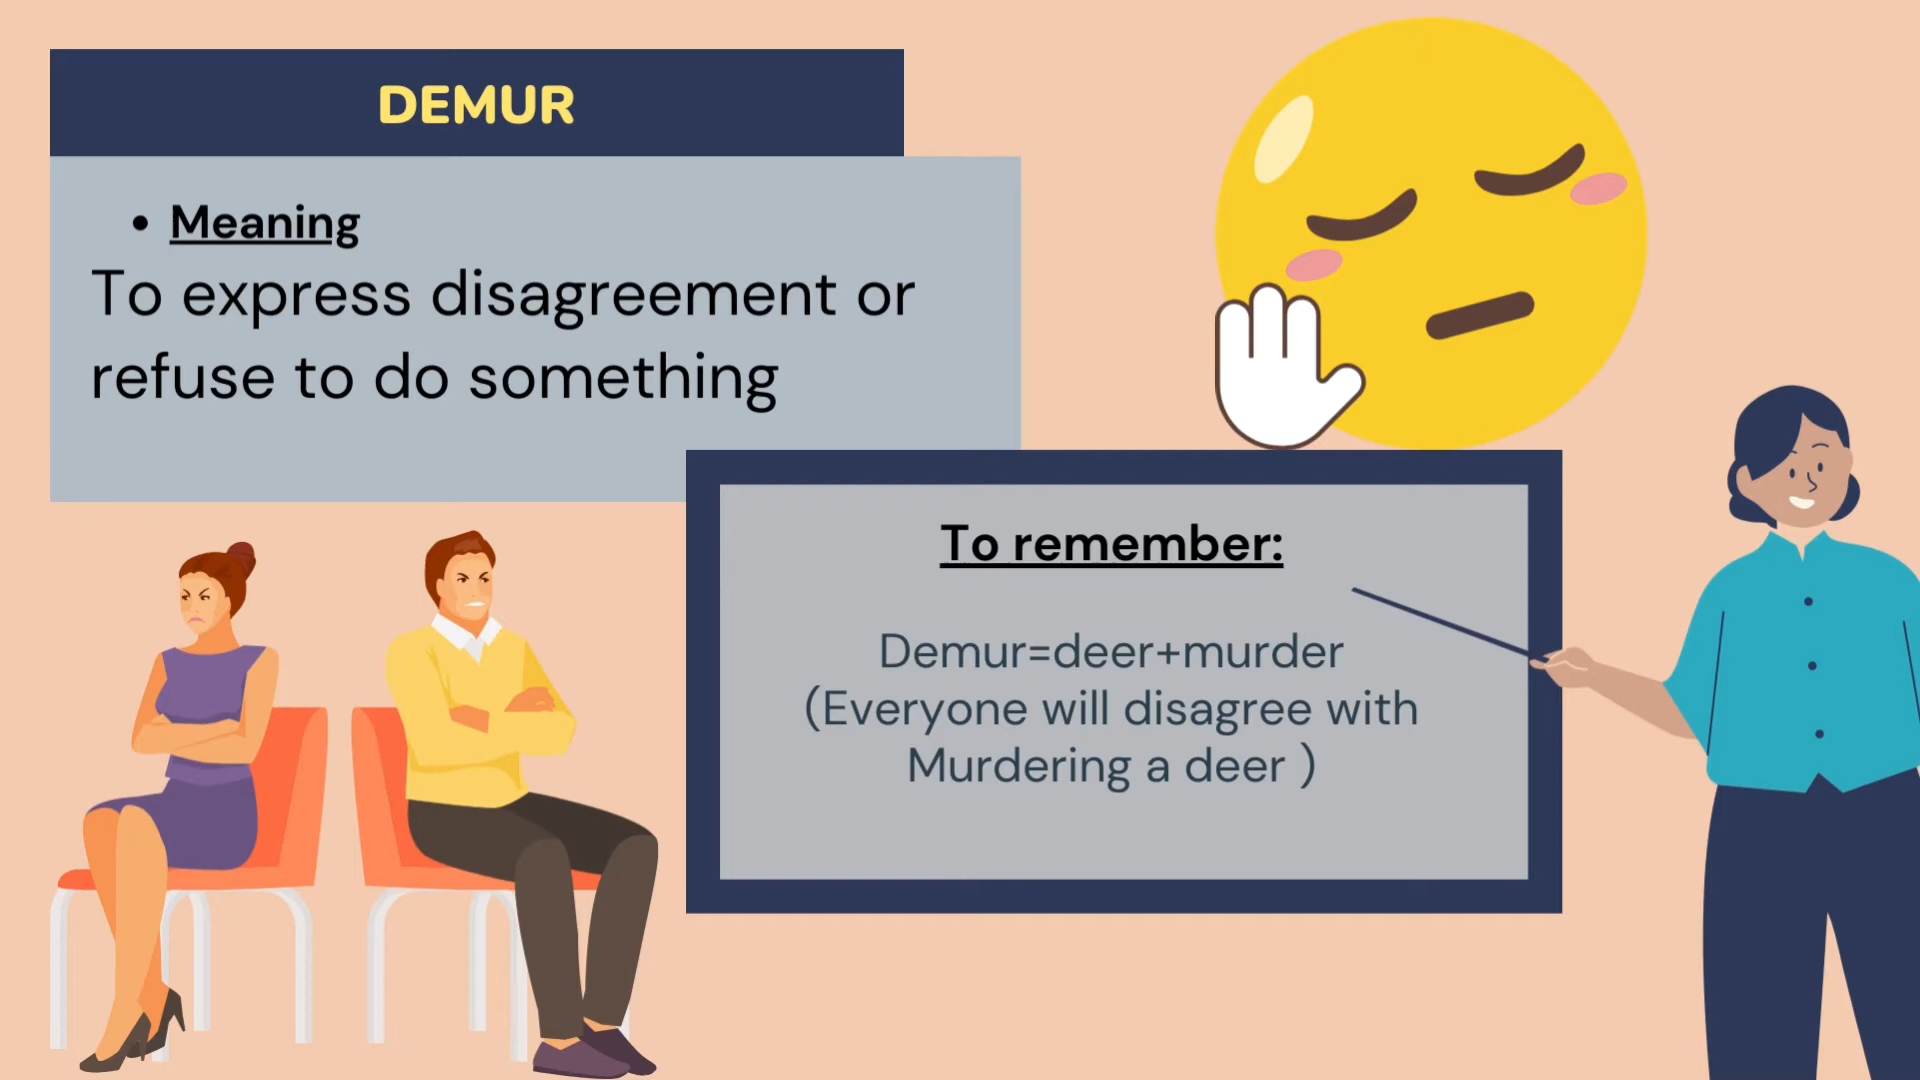 DEMUR
• Meaning
To express disagreement or
refuse to do something
To remember:
Demur=deer+murder
(Everyone will disagree with
Murdering a deer )